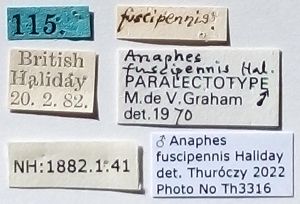 115.
fuscipennis.
British
Haliday
20. 2. 82.
Anaphes
fuscipennis Hal.
PARALECTOTYPE
M. de V. Graham ♂
det. 1970
NH:1882.1.41
♂ Anaphes
fuscipennis Haliday
det. Thuróczy 2022
Photo No Th3316